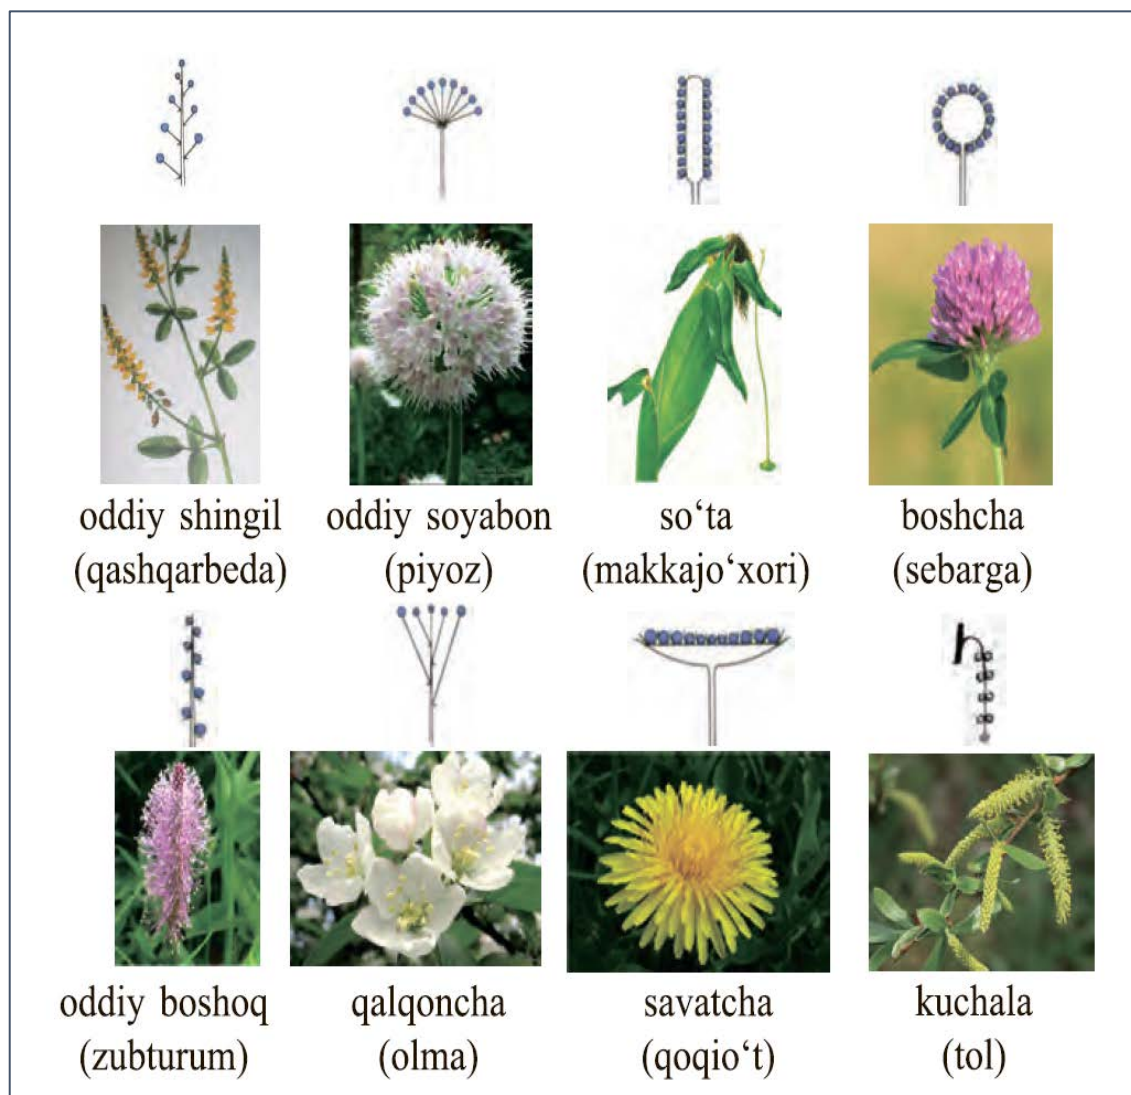 oddiy shingil
(qashqarbeda)
oddiy soyabon
(piyoz)
so‘ta
(makkajo‘xori)
boshcha
(sebarga)
oddiy boshoq
(zubturum)
qalqoncha
(olma)
savatcha
(qoqio‘t)
kuchala
(tol)